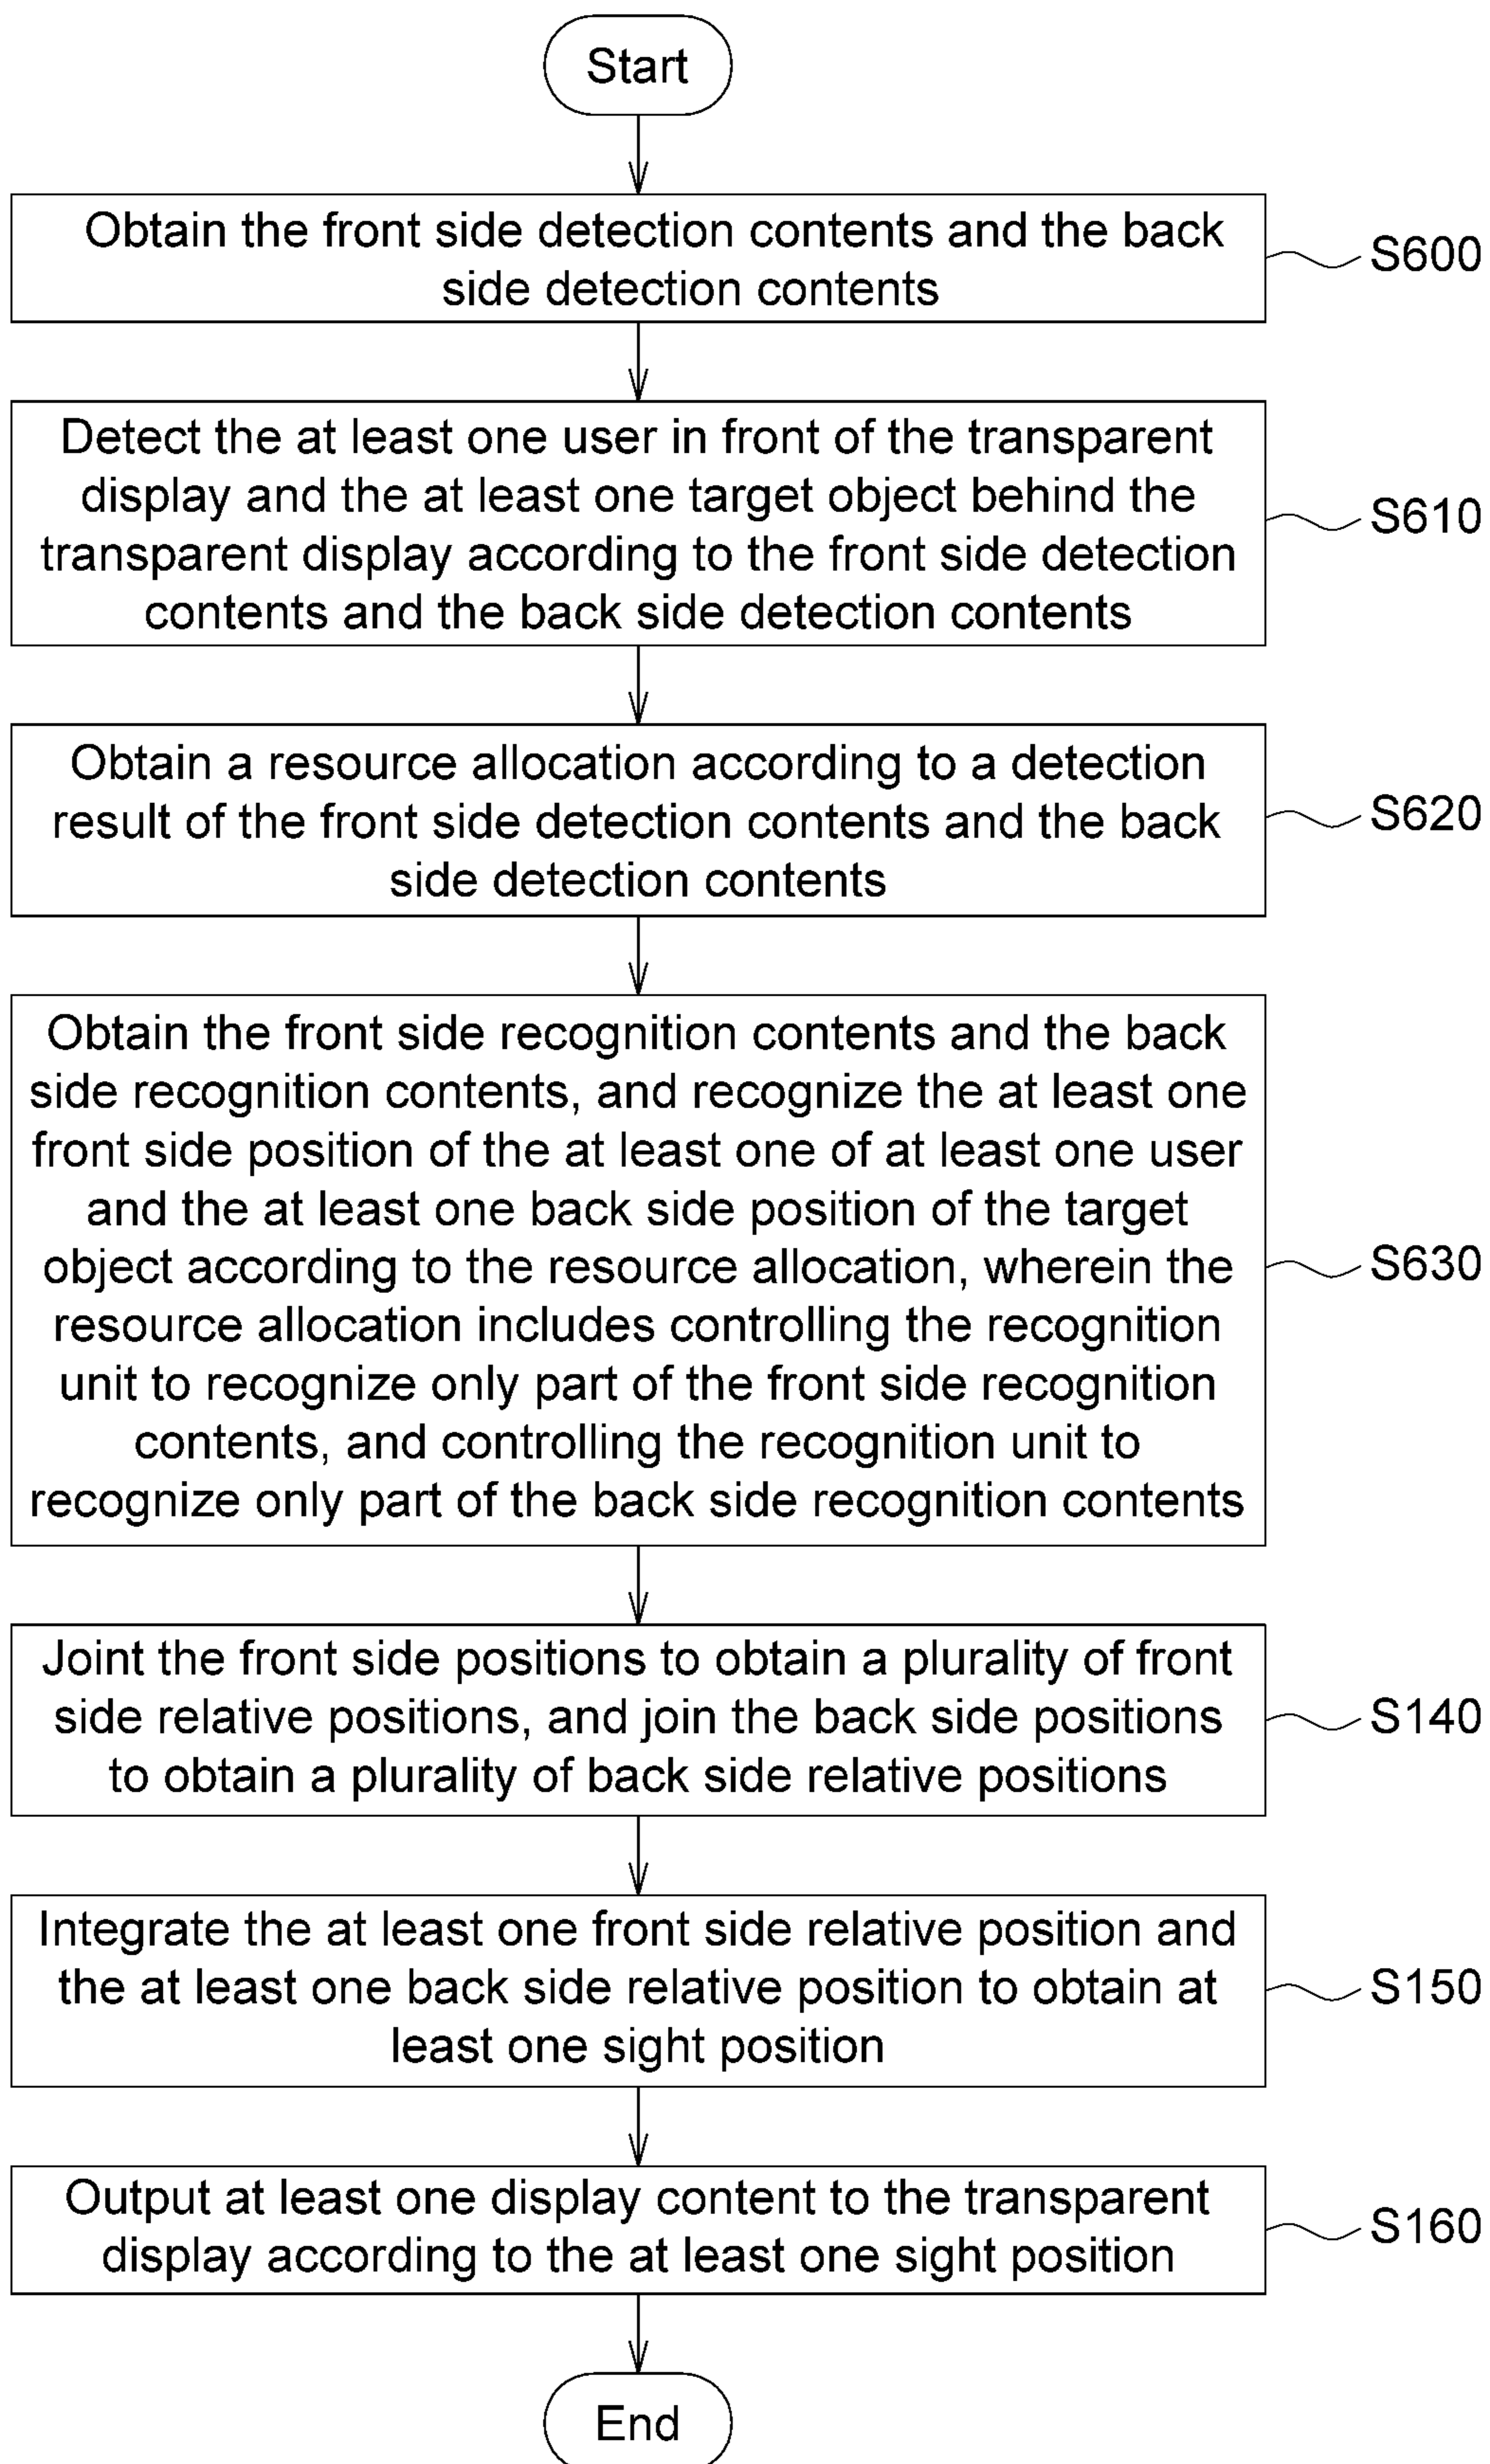 Start
Obtain the front side detection contents and the back
side detection contents
S600
Detect the at least one user in front of the transparent
display and the at least one target object behind the
transparent display according to the front side detection
contents and the back side detection contents
S610
Obtain a resource allocation according to a detection
result of the front side detection contents and the back
side detection contents
S620
Obtain the front side recognition contents and the back
side recognition contents, and recognize the at least one
front side position of the at least one of at least one user
and the at least one back side position of the target
object according to the resource allocation, wherein the
resource allocation includes controlling the recognition
unit to recognize only part of the front side recognition
contents, and controlling the recognition unit to
recognize only part of the back side recognition contents
S630
Joint the front side positions to obtain a plurality of front
side relative positions, and join the back side positions
to obtain a plurality of back side relative positions
S140
Integrate the at least one front side relative position and
the at least one back side relative position to obtain at
least one sight position
S150
Output at least one display content to the transparent
display according to the at least one sight position
S160
End